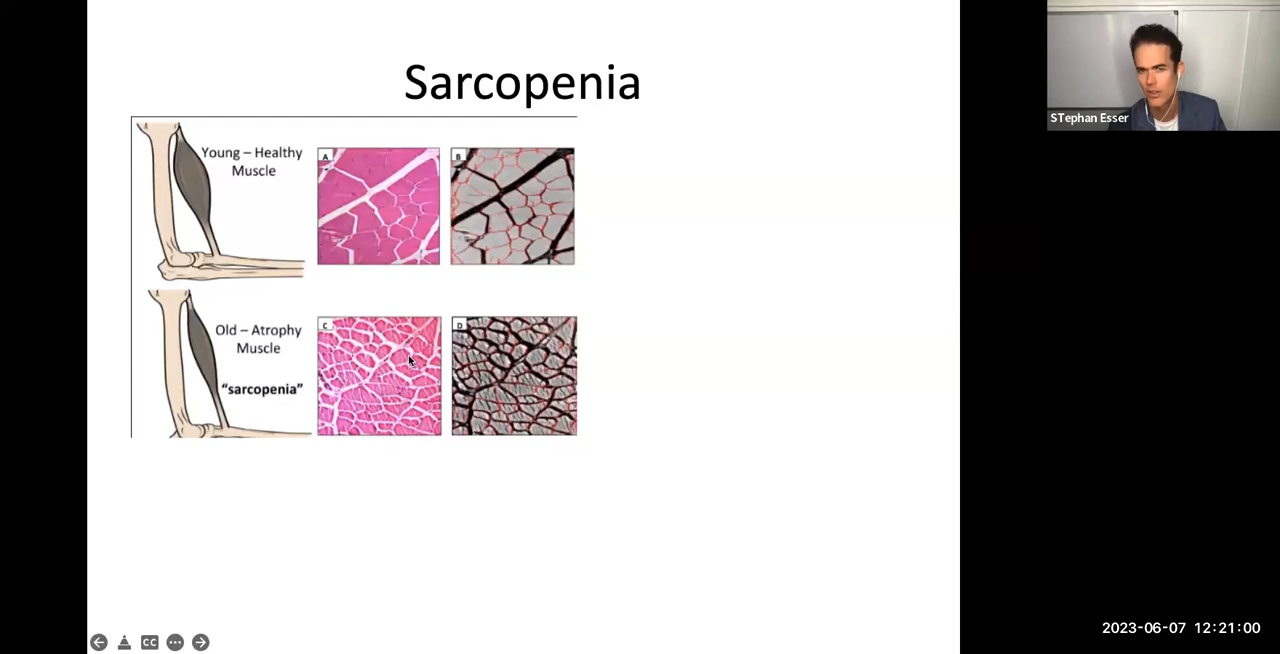 Sarcopenia
Young – Healthy
Muscle
A
B
Old – Atrophy
Muscle
"sarcopenia"
C
D
STephan Esser
CC
2023-06-07 12:21:00